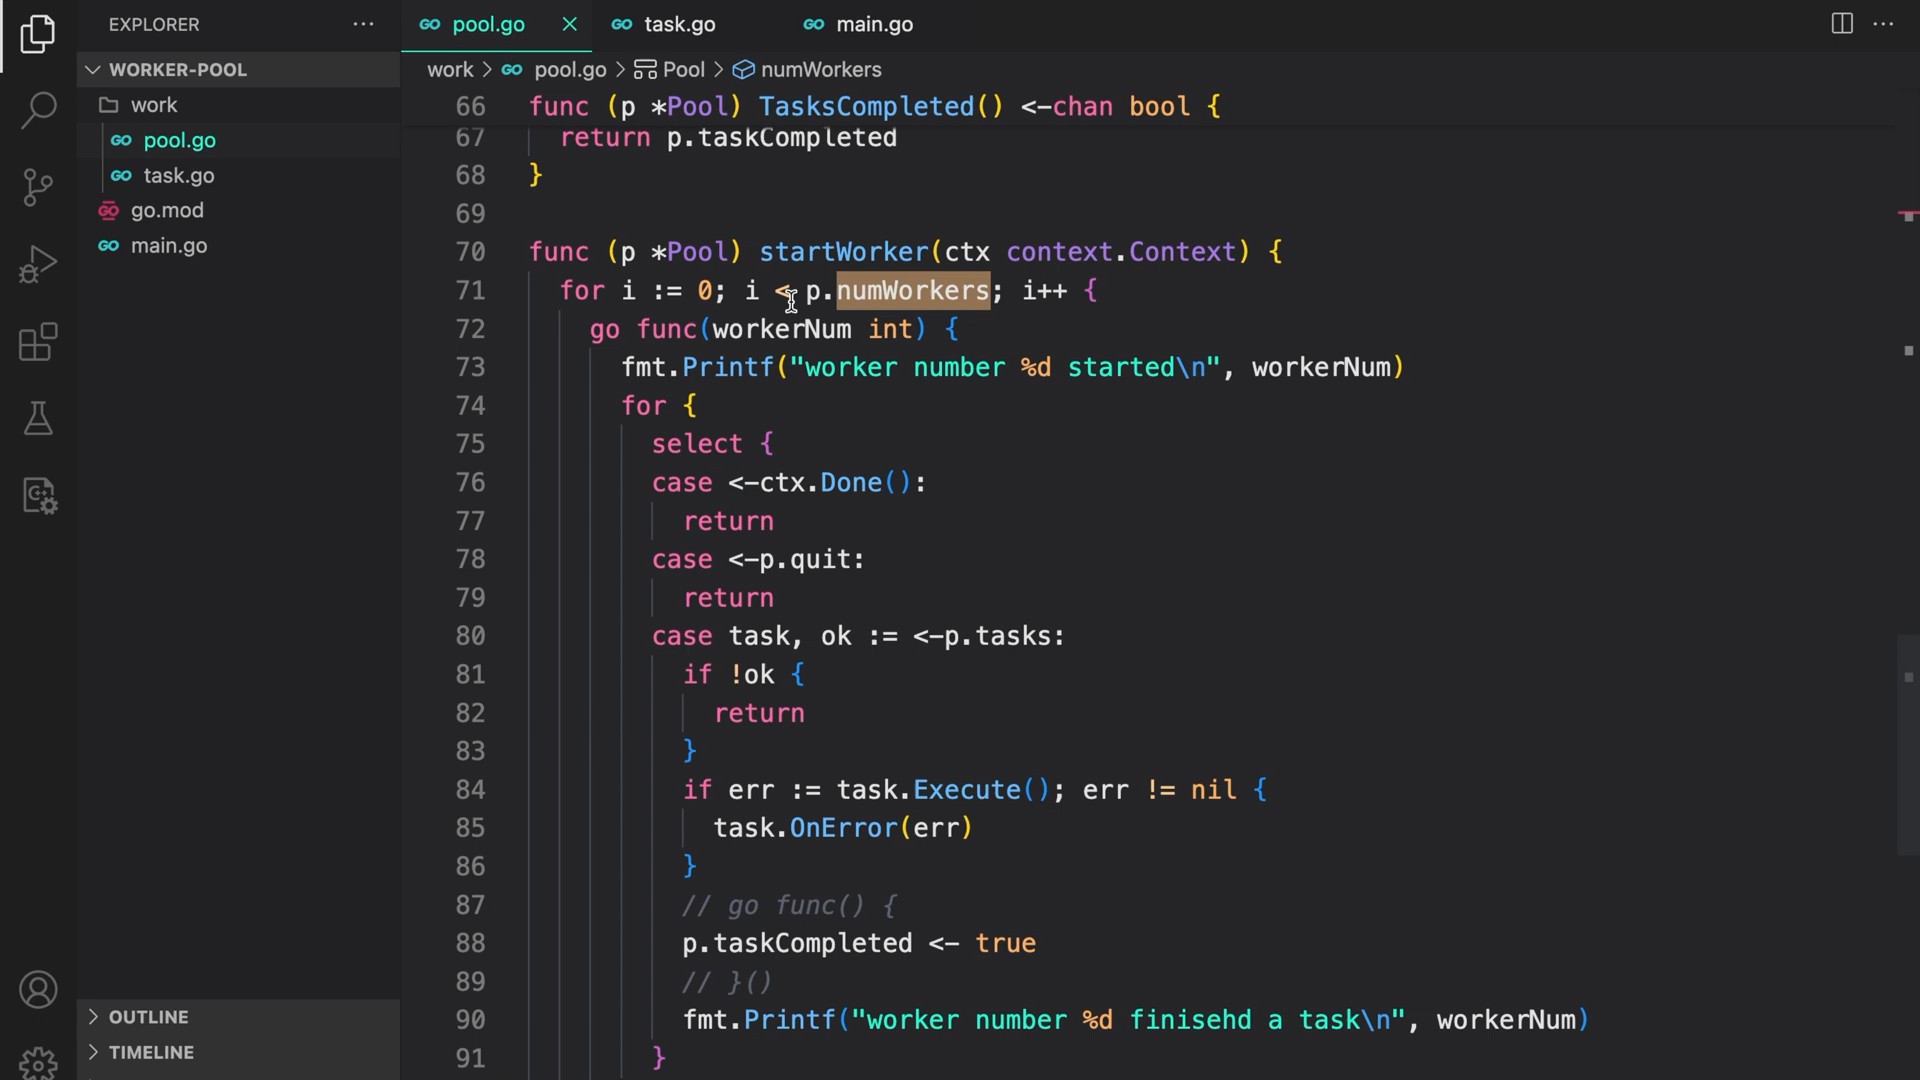 EXPLORER
WORKER-POOL
work
pool.go
task.go
go.mod
main.go
OUTLINE
TIMELINE
pool.go
task.go
main.go
work > pool.go > Pool > numWorkers
66 func (p *Pool) TasksCompleted() <-chan bool {
67 return p.taskCompleted
68 }
69
70 func (p *Pool) startWorker(ctx context.Context) {
71 for i := 0; i < p.numWorkers; i++ {
72 go func(workerNum int) {
73 fmt.Printf("worker number %d started\n", workerNum)
74 for {
75 select {
76 case <-ctx.Done():
77 return
78 case <-p.quit:
79 return
80 case task, ok := <-p.tasks:
81 if !ok {
82 return
83 }
84 if err := task.Execute(); err != nil {
85 task.OnError(err)
86 }
87 // go func() {
88 p.taskCompleted <- true
89 // }()
90 fmt.Printf("worker number %d finisehd a task\n", workerNum)
91 }